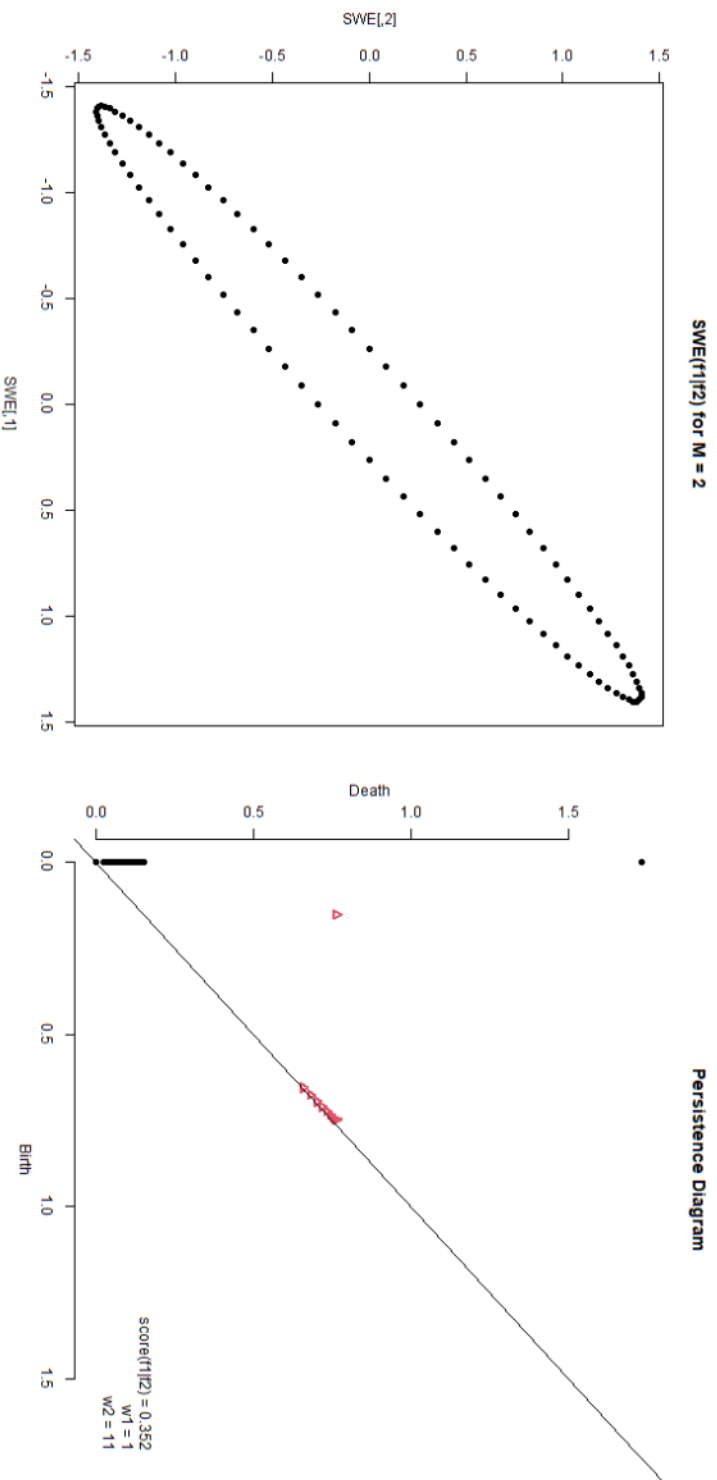 SWE(f1|f2) for M = 2
SWE[,2]
-1.5 -1.0 -0.5 0.0 0.5 1.0 1.5
-1.5 -1.0 -0.5 0.0 0.5 1.0 1.5
SWE[,1]
Persistence Diagram
Death
0.0 0.5 1.0 1.5
0.0 0.5 1.0 1.5
Birth
score(f1|f2) = 0.352
w1 = 1
w2 = 11